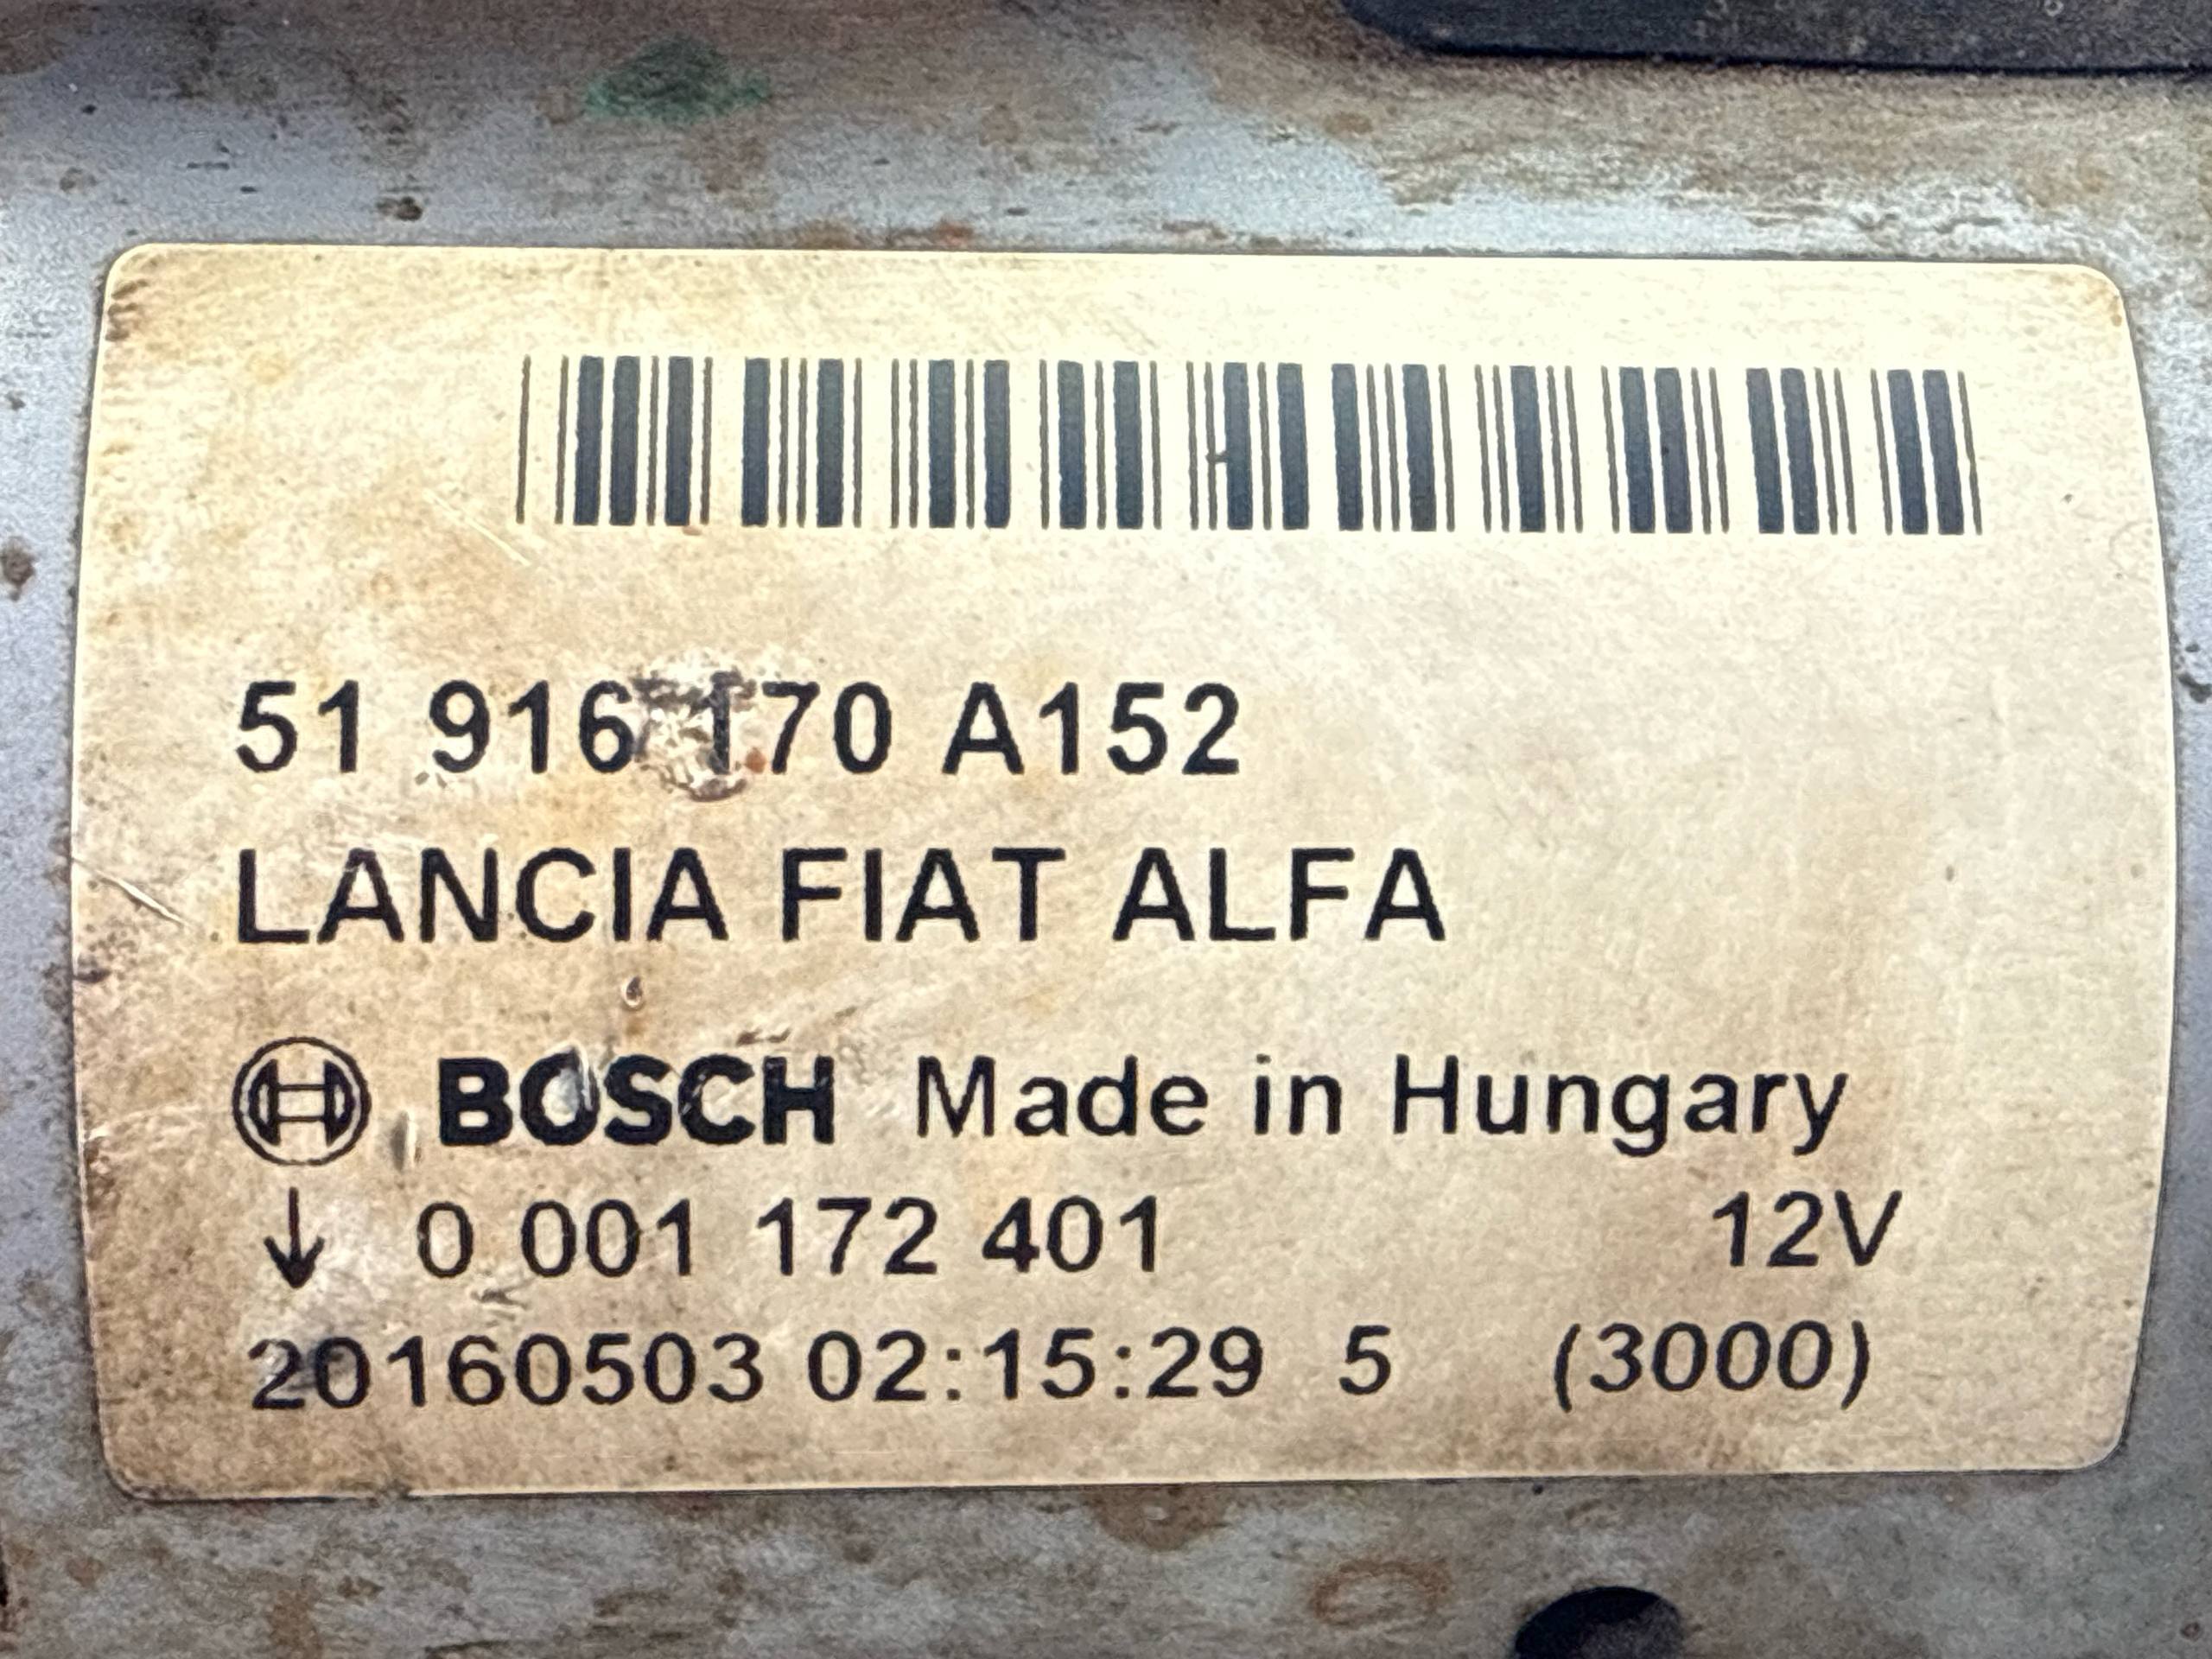 51 916 170 A152
LANCIA FIAT ALFA
BOSCH Made in Hungary
↓ 0 001 172 401 12V
20160503 02:15:29 5 (3000)